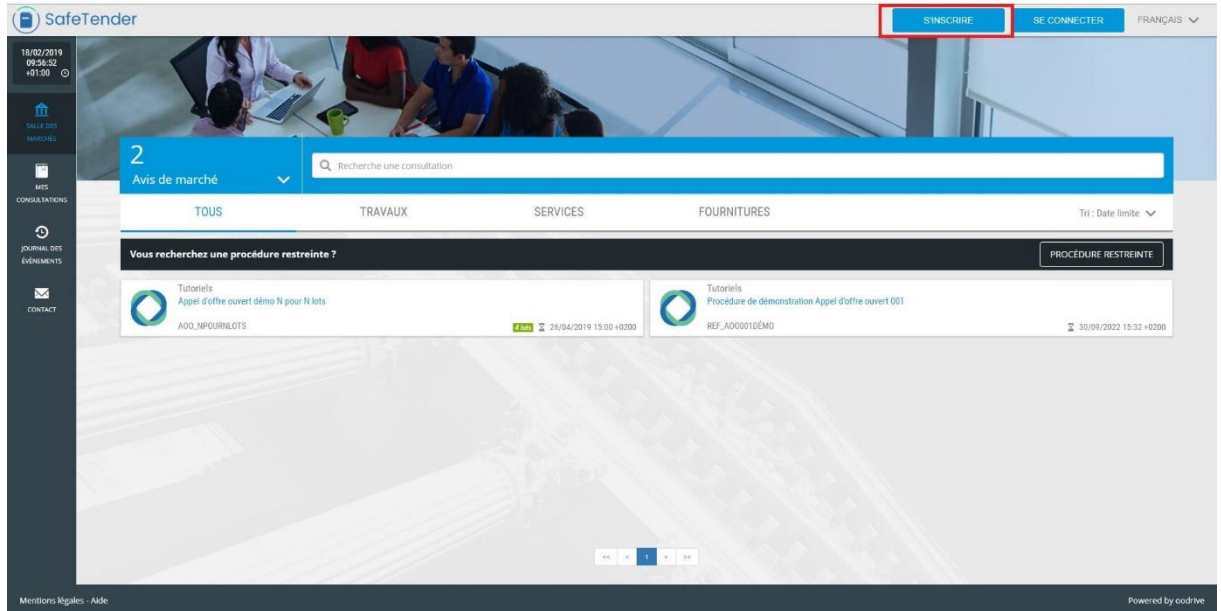 SafeTender
S'INSCRIRE
SE CONNECTER
FRANÇAIS
18/02/2019
09:56:52
+01:00
SALLE DES
MARCHÉS
MES
CONSULTATIONS
JOURNAL DES
ÉVÈNEMENTS
CONTACT
2
Avis de marché
Recherche une consultation
TOUS
TRAVAUX
SERVICES
FOURNITURES
Tri : Date limite
Vous recherchez une procédure restreinte ?
PROCÉDURE RESTREINTE
Tutoriels
Appel d'offre ouvert démo N pour N lots
AOO_NPOURNLOTS
4 lots 26/04/2019 15:00 +0200
Tutoriels
Procédure de démonstration Appel d'offre ouvert 001
REF_AOO001DÉMO
30/09/2022 15:32 +0200
<< < 1 > >>
Mentions légales - Aide
Powered by oodrive